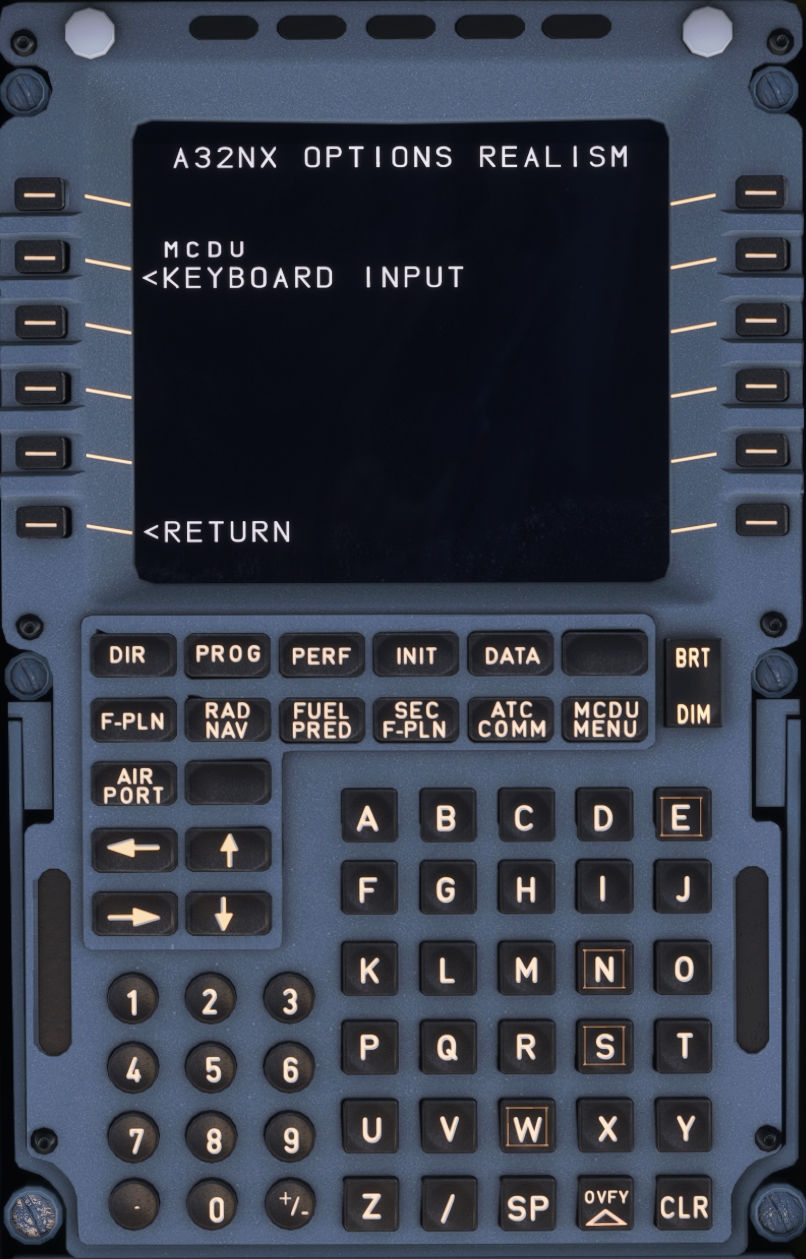 A32NX OPTIONS REALISM
MCDU
<KEYBOARD INPUT
<RETURN
DIR PROG PERF INIT DATA
BRT
DIM
F-PLN RAD NAV FUEL PRED SEC F-PLN ATC COMM MCDU MENU
AIR PORT
← ↑
→ ↓
A B C D E
F G H I J
K L M N O
1 2 3
P Q R S T
4 5 6
U V W X Y
7 8 9
Z / SP OVFY CLR
. 0 +/-